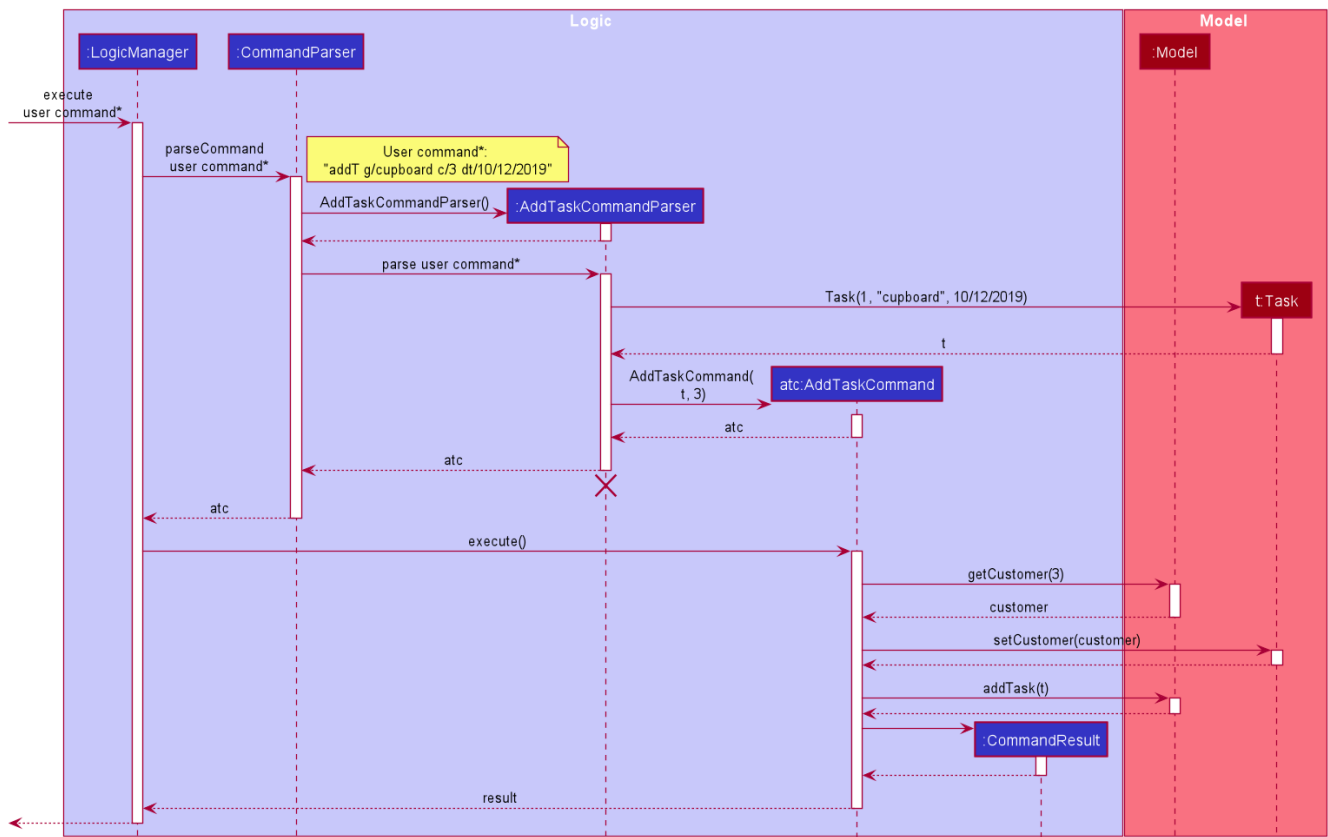 Logic
Model
:LogicManager
:CommandParser
:Model
execute
user command*
parseCommand
user command*
User command*:
"addT g/cupboard c/3 dt/10/12/2019"
AddTaskCommandParser()
:AddTaskCommandParser
parse user command*
Task(1, "cupboard", 10/12/2019)
t:Task
t
AddTaskCommand(
t, 3)
atc:AddTaskCommand
atc
atc
atc
execute()
getCustomer(3)
customer
setCustomer(customer)
addTask(t)
:CommandResult
result